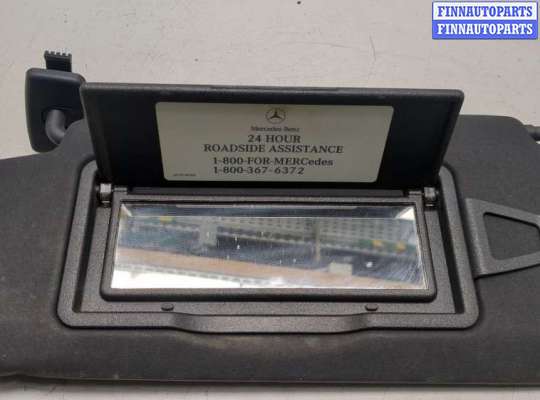 FINNAUTOPARTS
FINNAUTOPARTS
Mercedes-Benz
24 HOUR
ROADSIDE ASSISTANCE
1-800-FOR-MERCedes
1-800-367-6372